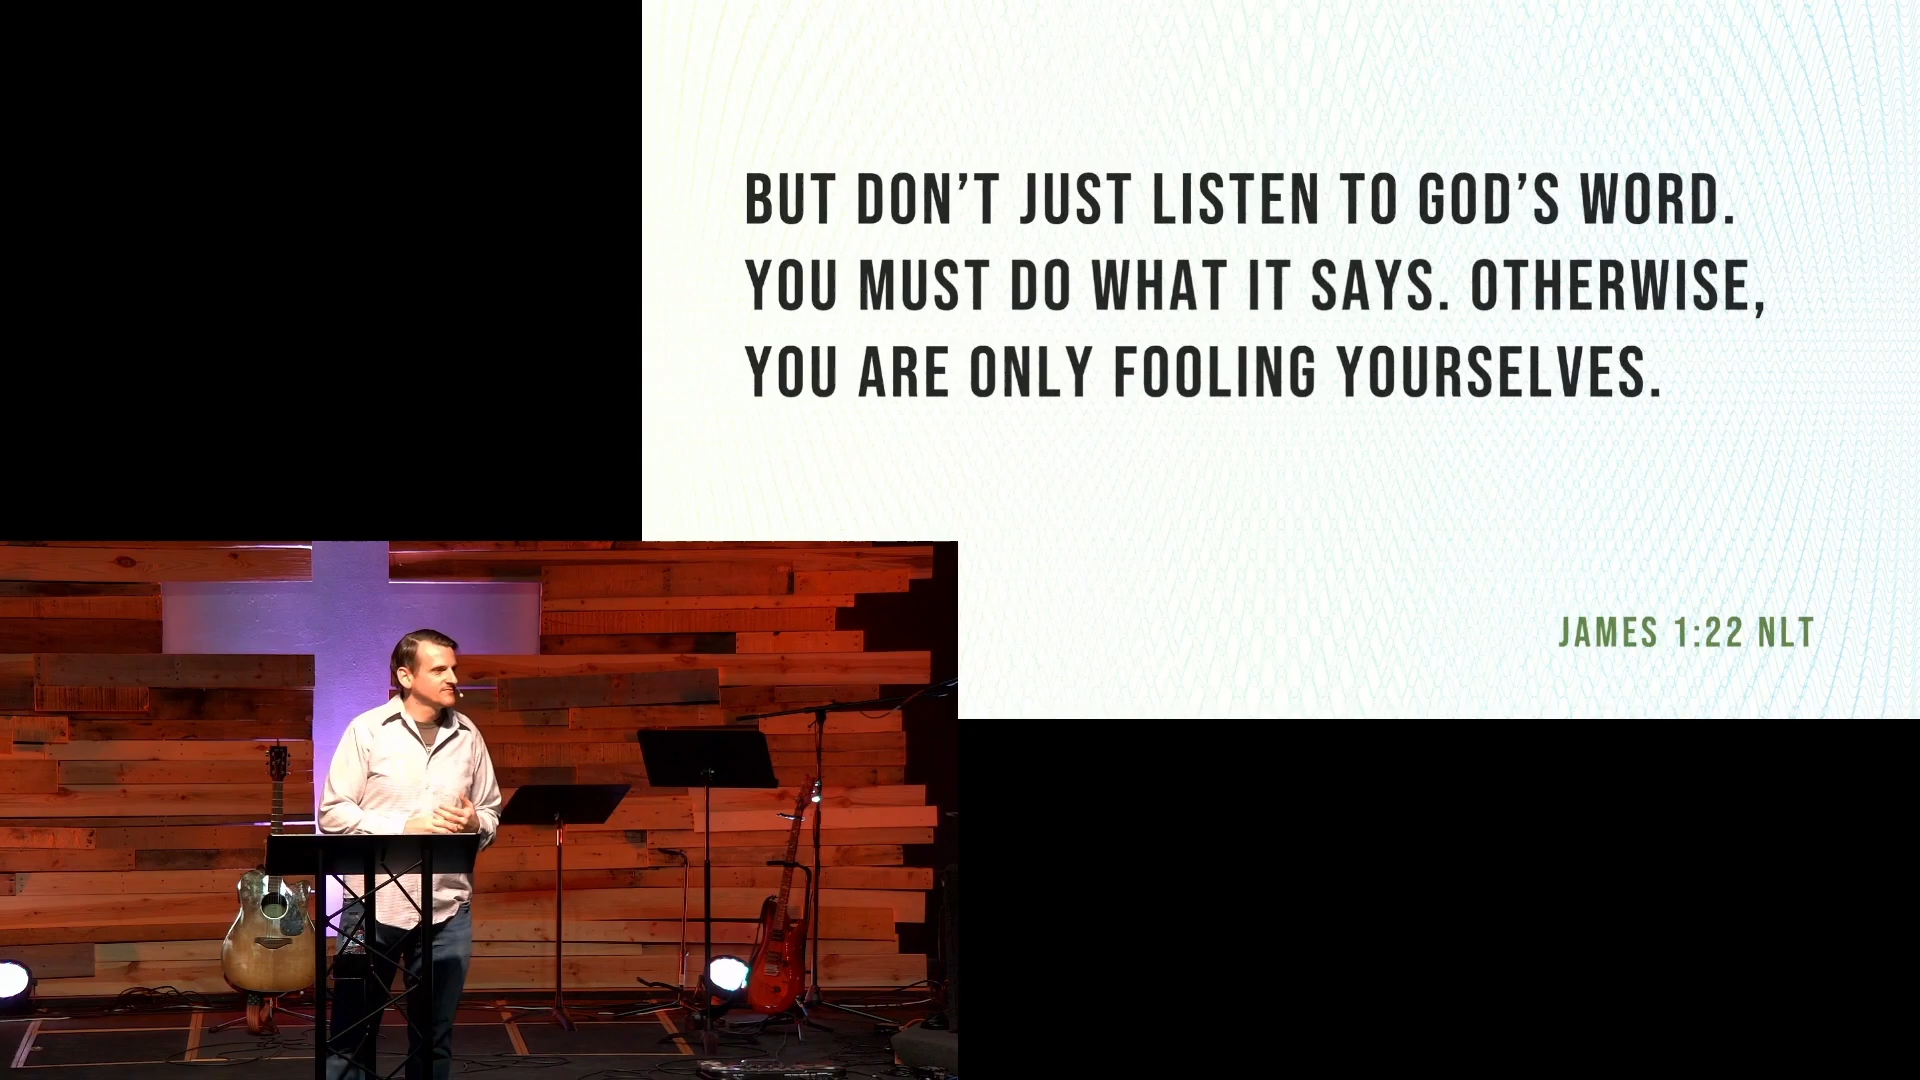 BUT DON’T JUST LISTEN TO GOD’S WORD.
YOU MUST DO WHAT IT SAYS. OTHERWISE,
YOU ARE ONLY FOOLING YOURSELVES.
JAMES 1:22 NLT